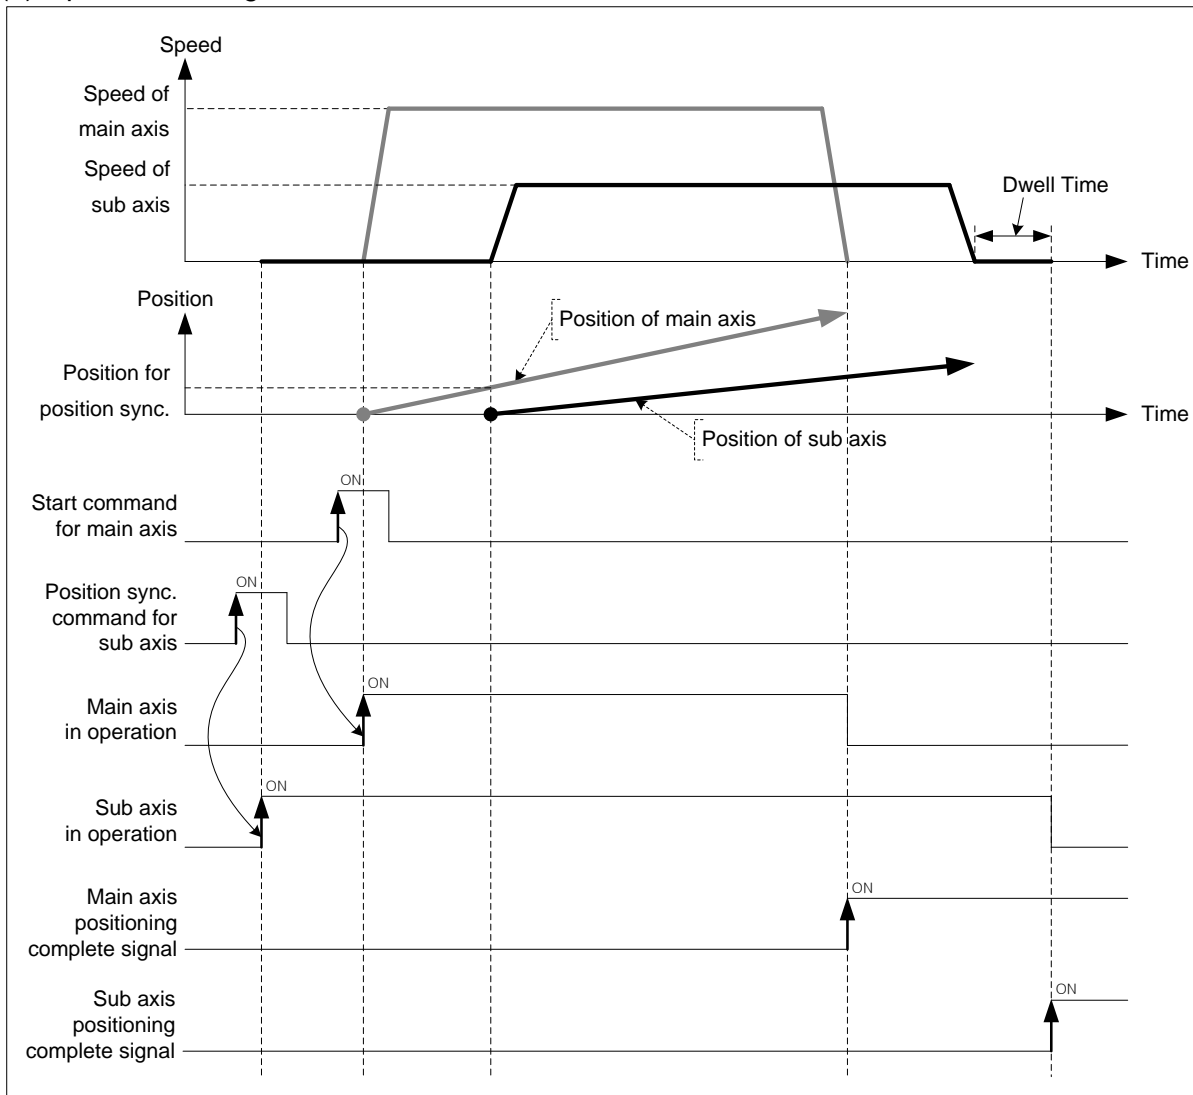 Speed
Speed of
main axis
Speed of
sub axis
Dwell Time
Time
Position
Position of main axis
Position for
position sync.
Time
Position of sub axis
ON
Start command
for main axis
ON
Position sync.
command for
sub axis
ON
Main axis
in operation
ON
Sub axis
in operation
ON
Main axis
positioning
complete signal
ON
Sub axis
positioning
complete signal